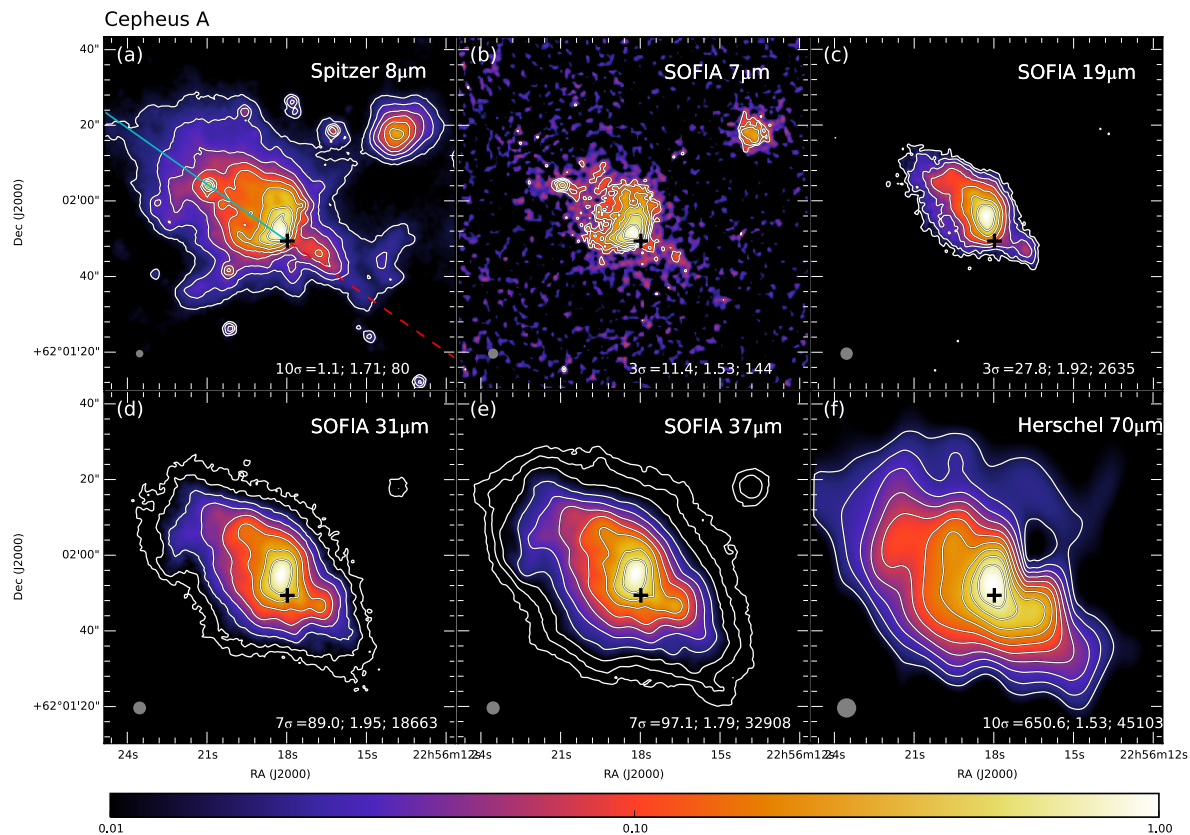 Cepheus A
(a)
Spitzer 8μm
40"
20"
02'00"
40"
+62°01'20"
Dec (J2000)
10σ =1.1; 1.71; 80
(b)
SOFIA 7μm
3σ=11.4; 1.53; 144
(c)
SOFIA 19μm
3σ=27.8; 1.92; 2635
(d)
SOFIA 31μm
40"
20"
02'00"
40"
+62°01'20"
Dec (J2000)
7σ=89.0; 1.95; 18663
(e)
SOFIA 37μm
7σ=97.1; 1.79; 32908
(f)
Herschel 70μm
10σ=650.6; 1.53; 45103
24s 21s 18s 15s 22h56m12s
24s 21s 18s 15s 22h56m12s
24s 21s 18s 15s 22h56m12s
RA (J2000) RA (J2000) RA (J2000)
0.01 0.10 1.00